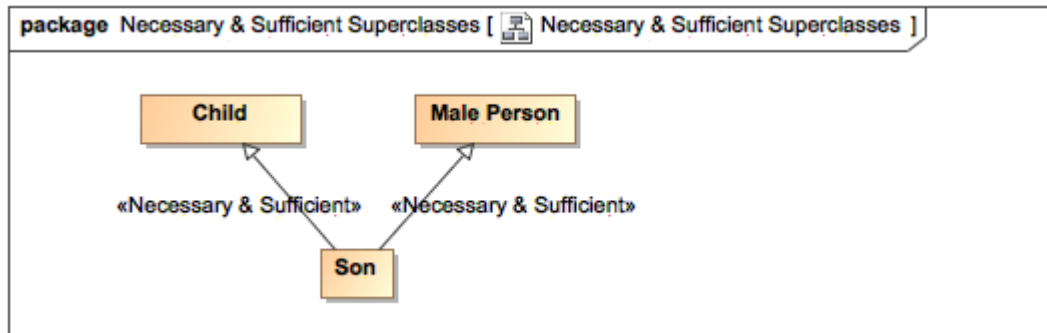 package Necessary & Sufficient Superclasses [ Necessary & Sufficient Superclasses ]
Child
Male Person
«Necessary & Sufficient» «Necessary & Sufficient»
Son